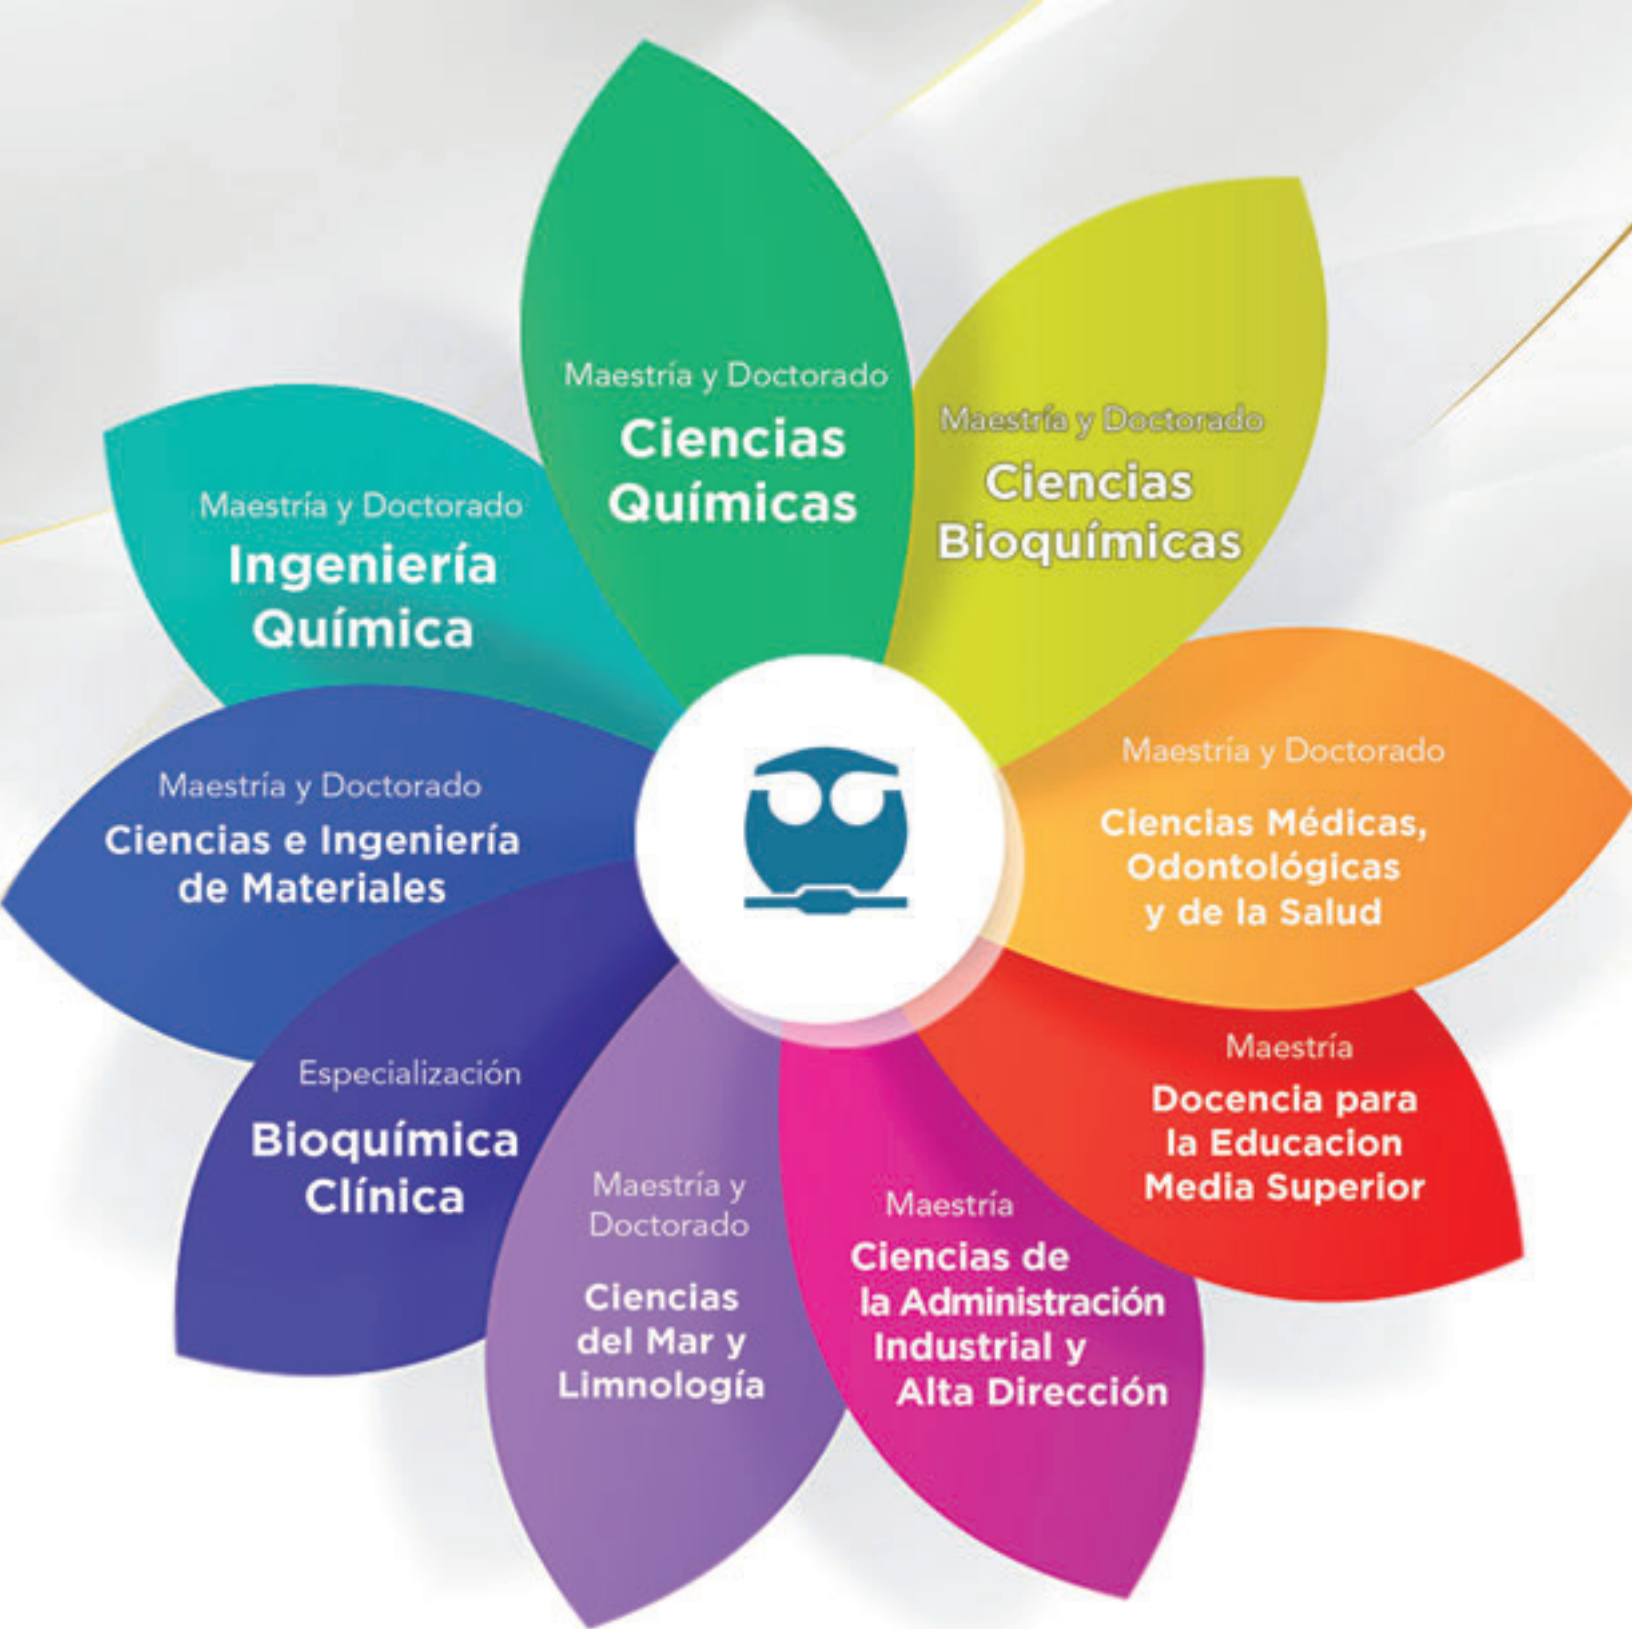 Maestría y Doctorado
Ciencias
Químicas
Maestría y Doctorado
Ciencias
Bioquímicas
Maestría y Doctorado
Ciencias Médicas,
Odontológicas
y de la Salud
Maestría
Docencia para
la Educacion
Media Superior
Maestría
Ciencias de
la Administración
Industrial y
Alta Dirección
Maestría y
Doctorado
Ciencias
del Mar y
Limnología
Especialización
Bioquímica
Clínica
Maestría y Doctorado
Ciencias e Ingeniería
de Materiales
Maestría y Doctorado
Ingeniería
Química